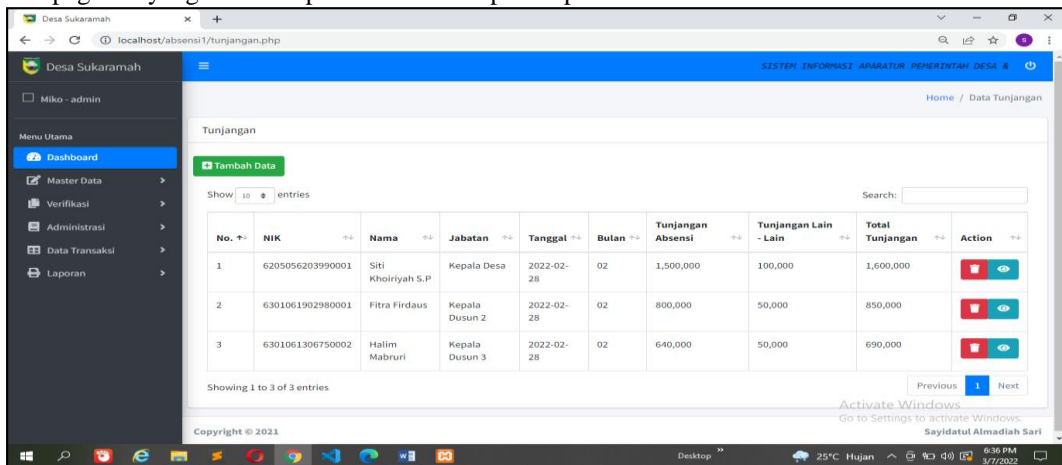 Desa Sukaramah
localhost/absensi1/tunjangan.php
Desa Sukaramah
SISTEM INFORMASI APARATUR PEMERINTAH DESA &
Miko - admin
Home / Data Tunjangan
Menu Utama
Tunjangan
Dashboard
Tambah Data
Master Data
Show 10 entries
Search:
Verifikasi
Administrasi
Data Transaksi
Laporan
No. NIK Nama Jabatan Tanggal Bulan Tunjangan Absensi Tunjangan Lain - Lain Total Tunjangan Action
1 6205056203990001 Siti Khoiriyah S.P Kepala Desa 2022-02-28 02 1,500,000 100,000 1,600,000
2 6301061902980001 Fitra Firdaus Kepala Dusun 2 2022-02-28 02 800,000 50,000 850,000
3 6301061306750002 Halim Mabruri Kepala Dusun 3 2022-02-28 02 640,000 50,000 690,000
Showing 1 to 3 of 3 entries
Previous 1 Next
Activate Windows
Go to Settings to activate Windows.
Copyright © 2021
Sayidatul Almadiah Sari
Desktop
25°C Hujan
6:36 PM
3/7/2022